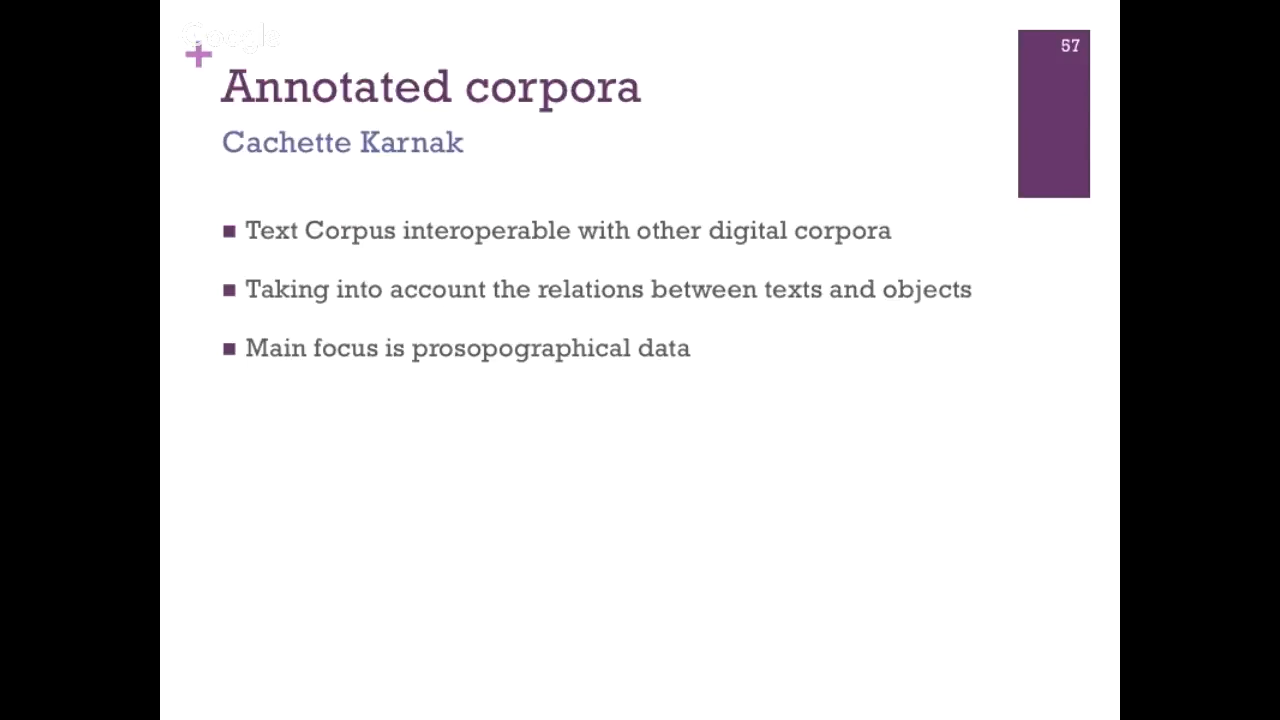 Google
57
+
Annotated corpora
Cachette Karnak
Text Corpus interoperable with other digital corpora
Taking into account the relations between texts and objects
Main focus is prosopographical data